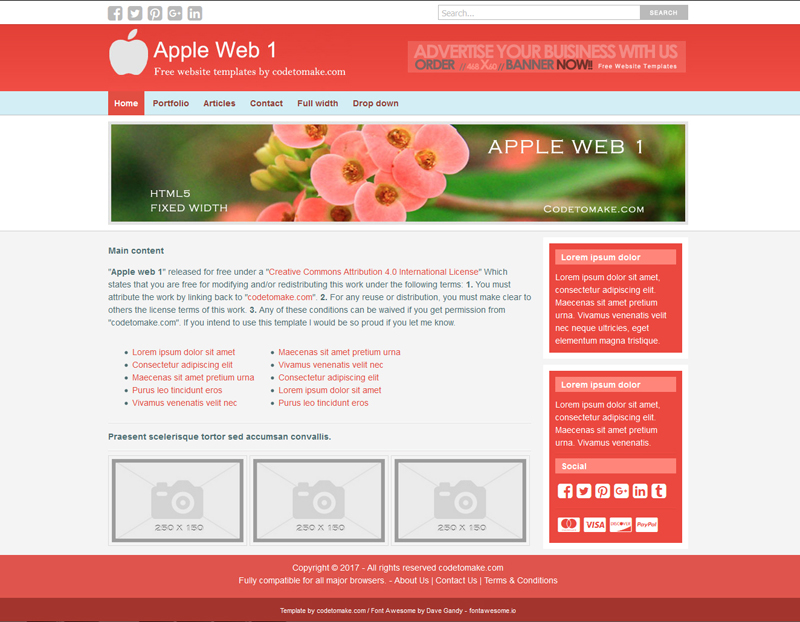 Search...
SEARCH
Apple Web 1
Free website templates by codetomake.com
ADVERTISE YOUR BUISINESS WITH US
ORDER // 468 X 60 // BANNER NOW!!
Free Website Templates
Home Portfolio Articles Contact Full width Drop down
APPLE WEB 1
HTML5
FIXED WIDTH
CODETOMAKE.COM
Main content
"Apple web 1" released for free under a "Creative Commons Attribution 4.0 International License" Which
states that you are free for modifying and/or redistributing this work under the following terms: 1. You must
attribute the work by linking back to "codetomake.com". 2. For any reuse or distribution, you must make clear to
others the license terms of this work. 3. Any of these conditions can be waived if you get permission from
"codetomake.com". If you intend to use this template I would be so proud if you let me know.
Lorem ipsum dolor sit amet
Consectetur adipiscing elit
Maecenas sit amet pretium urna
Purus leo tincidunt eros
Vivamus venenatis velit nec
Maecenas sit amet pretium urna
Vivamus venenatis velit nec
Consectetur adipiscing elit
Lorem ipsum dolor sit amet
Purus leo tincidunt eros
Praesent scelerisque tortor sed accumsan convallis.
250 X 150
250 X 150
250 X 150
Lorem ipsum dolor
Lorem ipsum dolor sit amet,
consectetur adipiscing elit.
Maecenas sit amet pretium
urna. Vivamus venenatis velit
nec neque ultricies, eget
elementum magna tristique.
Lorem ipsum dolor
Lorem ipsum dolor sit amet,
consectetur adipiscing elit.
Maecenas sit amet pretium
urna. Vivamus venenatis.
Social
VISA DISCOVER PayPal
Copyright © 2017 - All rights reserved codetomake.com
Fully compatible for all major browsers. - About Us | Contact Us | Terms & Conditions
Template by codetomake.com / Font Awesome by Dave Gandy - fontawesome.io